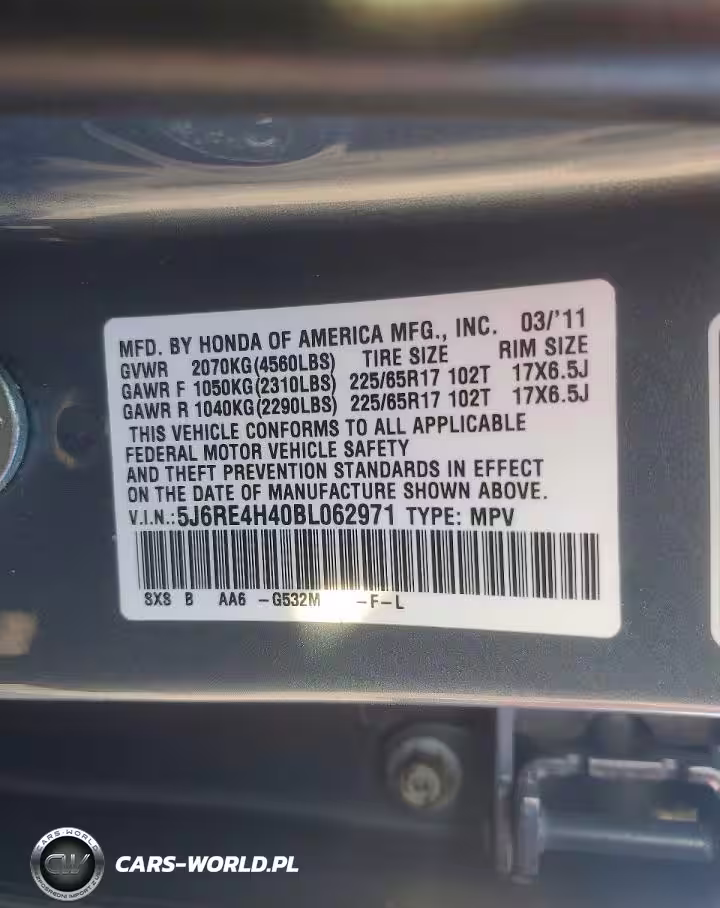 MFD. BY HONDA OF AMERICA MFG., INC. 03/'11
GVWR 2070KG(4560LBS) TIRE SIZE RIM SIZE
GAWR F 1050KG(2310LBS) 225/65R17 102T 17X6.5J
GAWR R 1040KG(2290LBS) 225/65R17 102T 17X6.5J
THIS VEHICLE CONFORMS TO ALL APPLICABLE
FEDERAL MOTOR VEHICLE SAFETY
AND THEFT PREVENTION STANDARDS IN EFFECT
ON THE DATE OF MANUFACTURE SHOWN ABOVE.
V.I.N.:5J6RE4H40BL062971 TYPE: MPV
SXS B AA6 -G532M -F-L
CARS-WORLD
CW
CARS-WORLD.PL